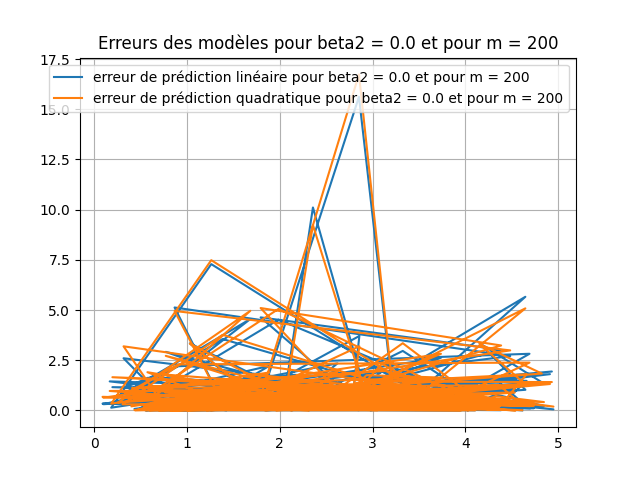 Erreurs des modèles pour beta2 = 0.0 et pour m = 200
erreur de prédiction linéaire pour beta2 = 0.0 et pour m = 200
erreur de prédiction quadratique pour beta2 = 0.0 et pour m = 200
17.5
15.0
12.5
10.0
7.5
5.0
2.5
0.0
0 1 2 3 4 5